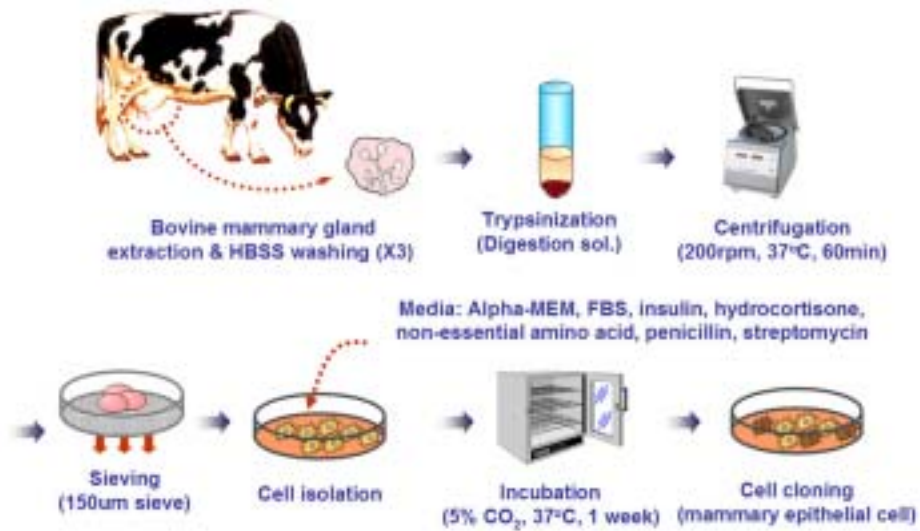 Bovine mammary gland
extraction & HBSS washing (X3)
Trypsinization
(Digestion sol.)
Centrifugation
(200rpm, 37°C, 60min)
Media: Alpha-MEM, FBS, insulin, hydrocortisone,
non-essential amino acid, penicillin, streptomycin
Sieving
(150um sieve)
Cell isolation
Incubation
(5% CO₂, 37°C, 1 week)
Cell cloning
(mammary epithelial cell)